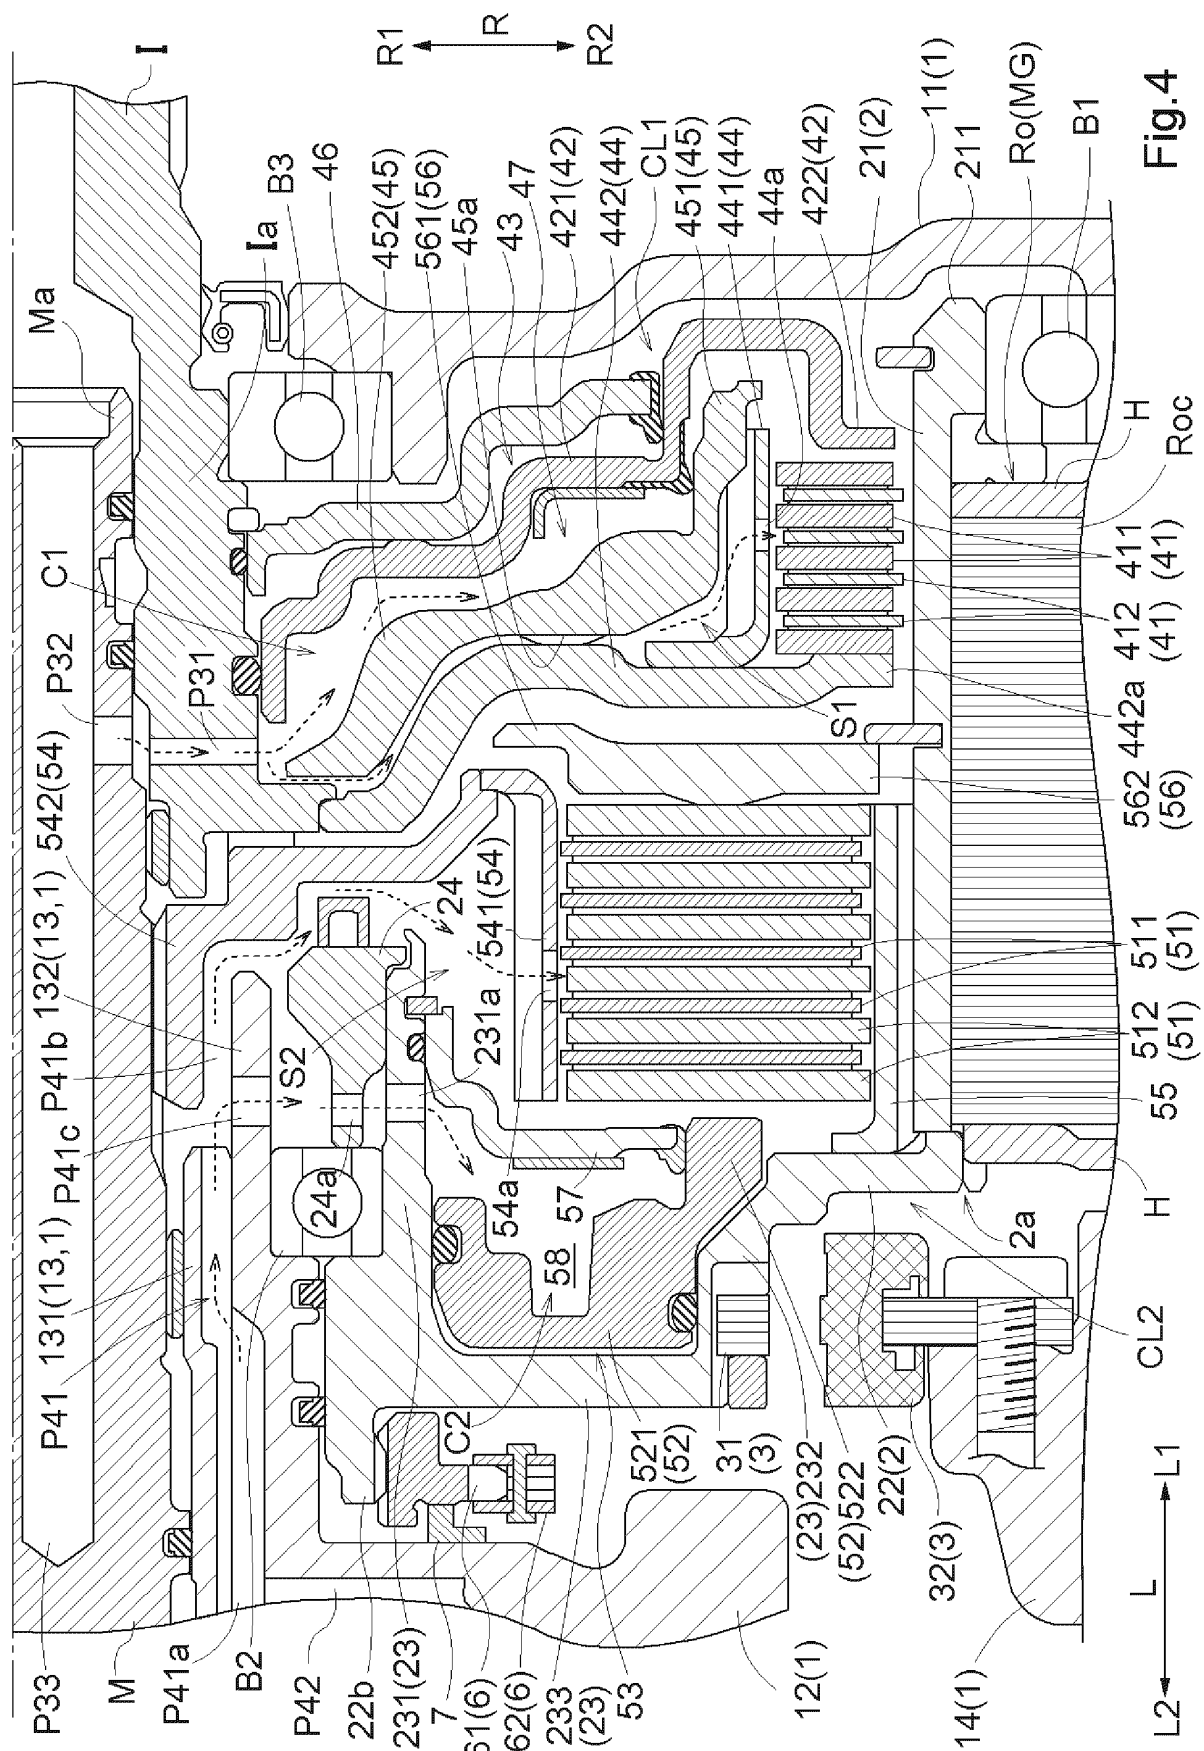 P33
M
P41a
B2
P42
22b
231(23)
7
61(6)
62(6)
233
(23)
53
12(1)
14(1)
L2
L
L1
P41
131(13,1)
P41c
P41b
132(13,1)
542(54)
P32
P31
C1
Ma
Ia
I
B3
46
452(45)
561(56)
45a
43
47
421(42)
442(44)
CL1
451(45)
441(44)
44a
422(42)
21(2)
11(1)
211
Ro(MG)
B1
R1
R
R2
Fig.4
S2
24a
24
231a
541(54)
54a
57
58
C2
521
(52)
31
(3)
(23)232
(52)522
22(2)
32(3)
CL2
2a
H
55
512
(51)
511
(51)
562
(56)
442a
S1
412
(41)
411
(41)
H
Roc